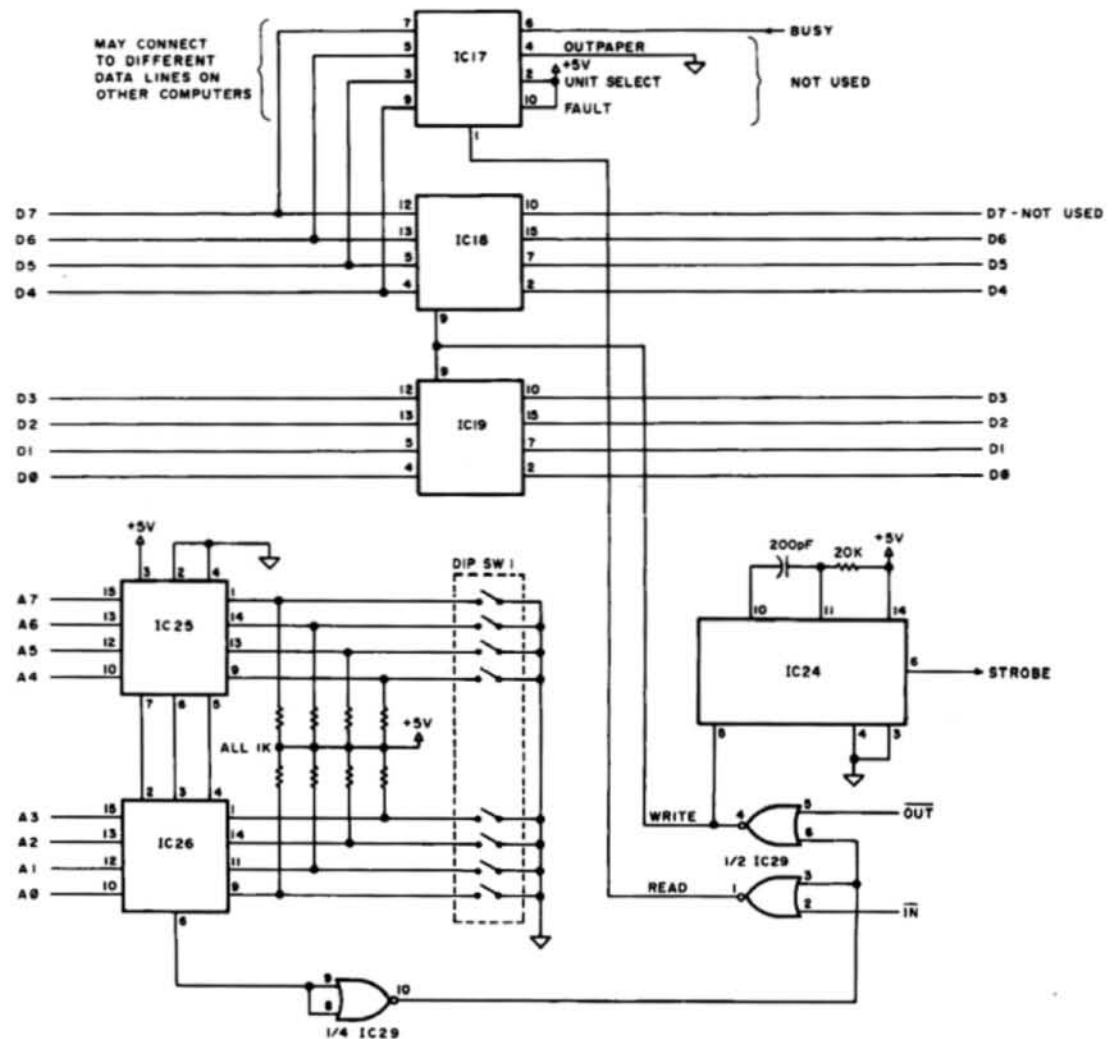 MAY CONNECT
TO DIFFERENT
DATA LINES ON
OTHER COMPUTERS
7
5
3
9
IC17
1
6
4
2
10
BUSY
OUTPAPER
+5V
UNIT SELECT
FAULT
NOT USED
D7
D6
D5
D4
12
13
5
4
IC18
9
10
15
7
2
D7 - NOT USED
D6
D5
D4
D3
D2
D1
D0
9
12
13
5
4
IC19
10
15
7
2
D3
D2
D1
D0
+5V
3
2
4
A7
A6
A5
A4
15
13
12
10
IC25
1
14
13
9
7
6
5
DIP SW 1
ALL 1K
+5V
2
3
4
A3
A2
A1
A0
15
13
12
10
IC26
1
14
11
9
6
200pF
20K
+5V
10
11
14
IC24
6
STROBE
5
4
3
WRITE
4
5
6
OUT
1/2 IC29
READ
1
3
2
IN
9
8
10
1/4 IC29